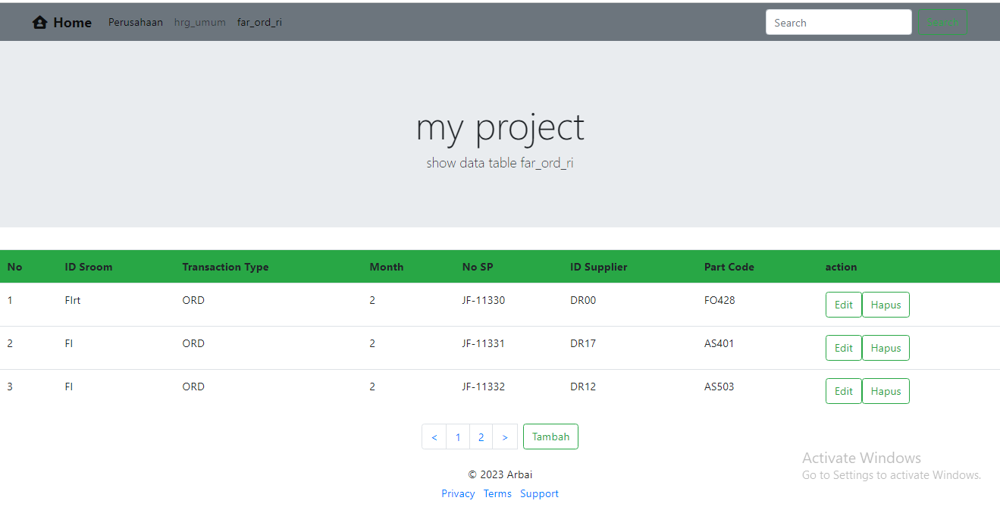 Home Perusahaan hrg_umum far_ord_ri Search Search
my project
show data table far_ord_ri
No ID Sroom Transaction Type Month No SP ID Supplier Part Code action
1 FIrt ORD 2 JF-11330 DR00 FO428 Edit Hapus
2 FI ORD 2 JF-11331 DR17 AS401 Edit Hapus
3 FI ORD 2 JF-11332 DR12 AS503 Edit Hapus
< 1 2 > Tambah
Activate Windows
Go to Settings to activate Windows.
© 2023 Arbai
Privacy Terms Support